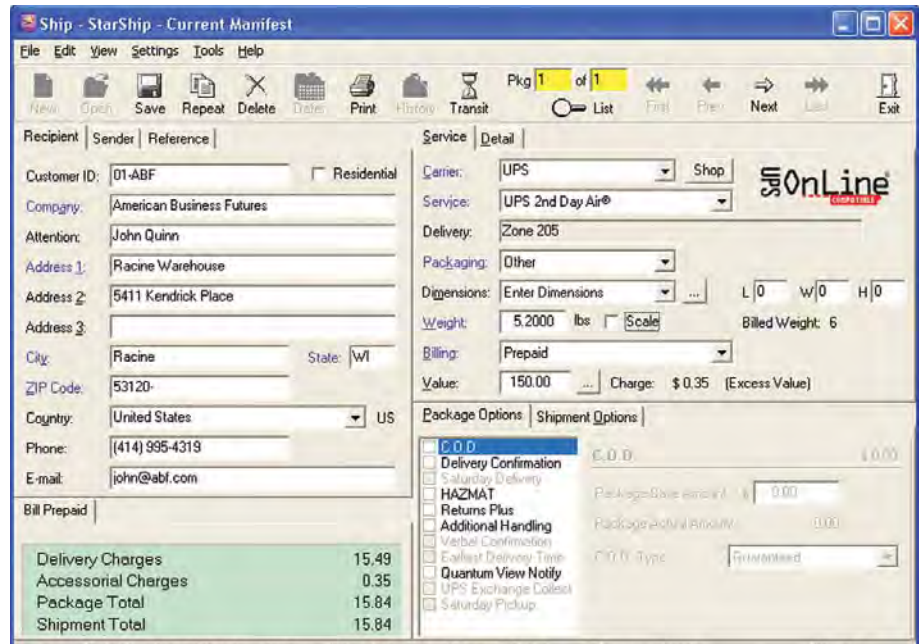 Ship - StarShip - Current Manifest
File Edit View Settings Tools Help
Pkg 1 of 1
New Open Save Repeat Delete Dates Print History Transit List First Prev Next Last Exit
Recipient Sender Reference
Customer ID: 01-ABF Residential
Company: American Business Futures
Attention: John Quinn
Address 1: Racine Warehouse
Address 2: 5411 Kendrick Place
Address 3:
City: Racine State: WI
ZIP Code: 53120-
Country: United States US
Phone: (414) 995-4319
E-mail: john@abf.com
Bill Prepaid
Delivery Charges 15.49
Accessorial Charges 0.35
Package Total 15.84
Shipment Total 15.84
Service Detail
Carrier: UPS Shop
UPS OnLine
COMPATIBLE
Service: UPS 2nd Day Air®
Delivery: Zone 205
Packaging: Other
Dimensions: Enter Dimensions ... L 0 W 0 H 0
Weight: 5.2000 lbs Scale Billed Weight: 6
Billing: Prepaid
Value: 150.00 ... Charge: $ 0.35 (Excess Value)
Package Options Shipment Options
C.O.D.
Delivery Confirmation
Saturday Delivery
HAZMAT
Returns Plus
Additional Handling
Verbal Confirmation
Earliest Delivery Time
Quantum View Notify
UPS Exchange Collect
Saturday Pickup
C.O.D. $ 0.00
Package Base Amount $ 0.00
Package Actual Amount 0.00
C.O.D. Type Guaranteed